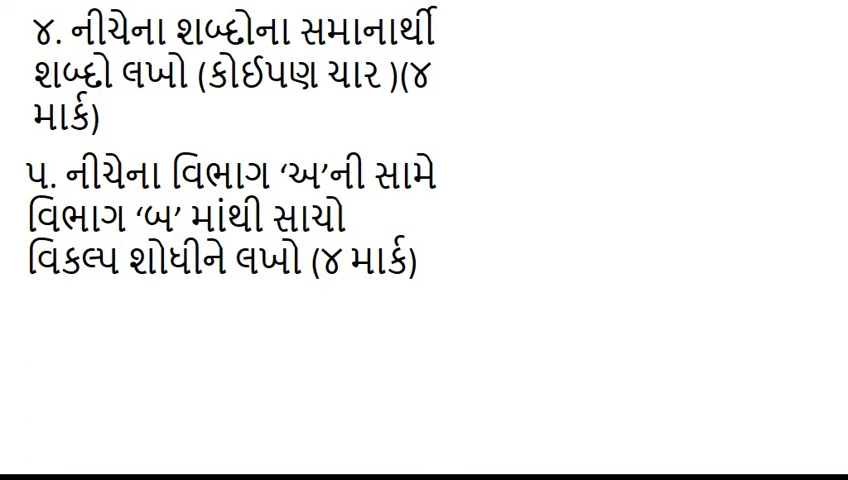 ૪. નીચેના શબ્દોના સમાનાર્થી
શબ્દો લખો (કોઈપણ ચાર )(૪
માર્ક)
૫. નીચેના વિભાગ ‘અ’ની સામે
વિભાગ ‘બ’ માંથી સાચો
વિકલ્પ શોધીને લખો (૪ માર્ક)